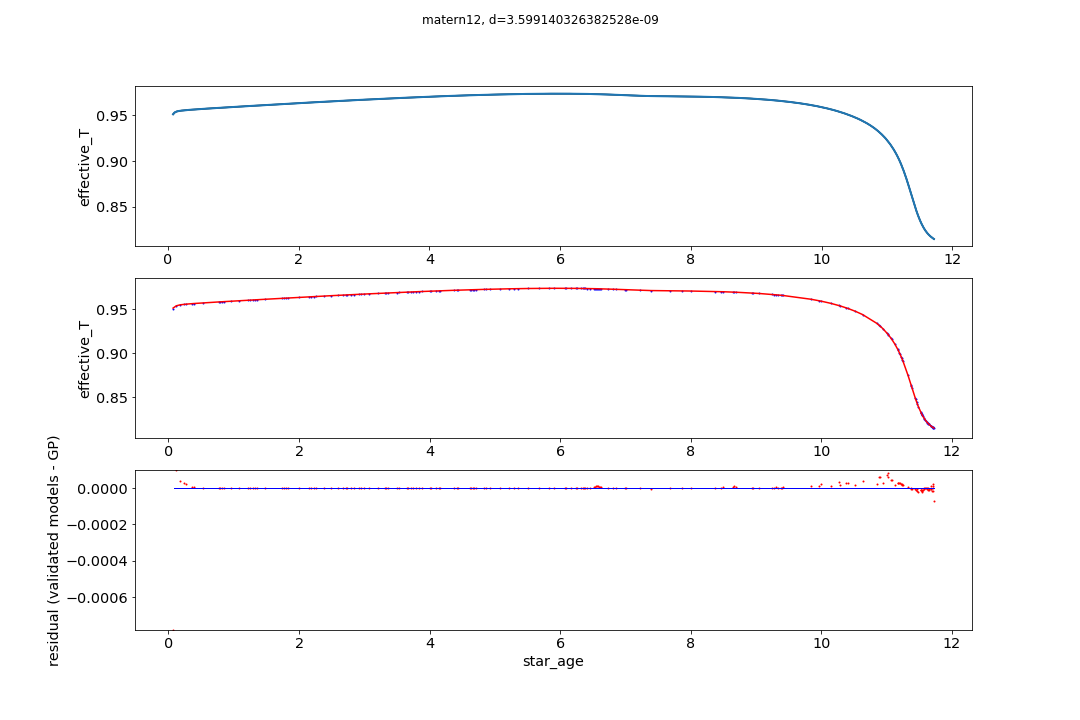 matern12, d=3.599140326382528e-09
effective_T
0.95
0.90
0.85
0 2 4 6 8 10 12
effective_T
0.95
0.90
0.85
0 2 4 6 8 10 12
residual (validated models - GP)
0.0000
−0.0002
−0.0004
−0.0006
0 2 4 6 8 10 12
star_age